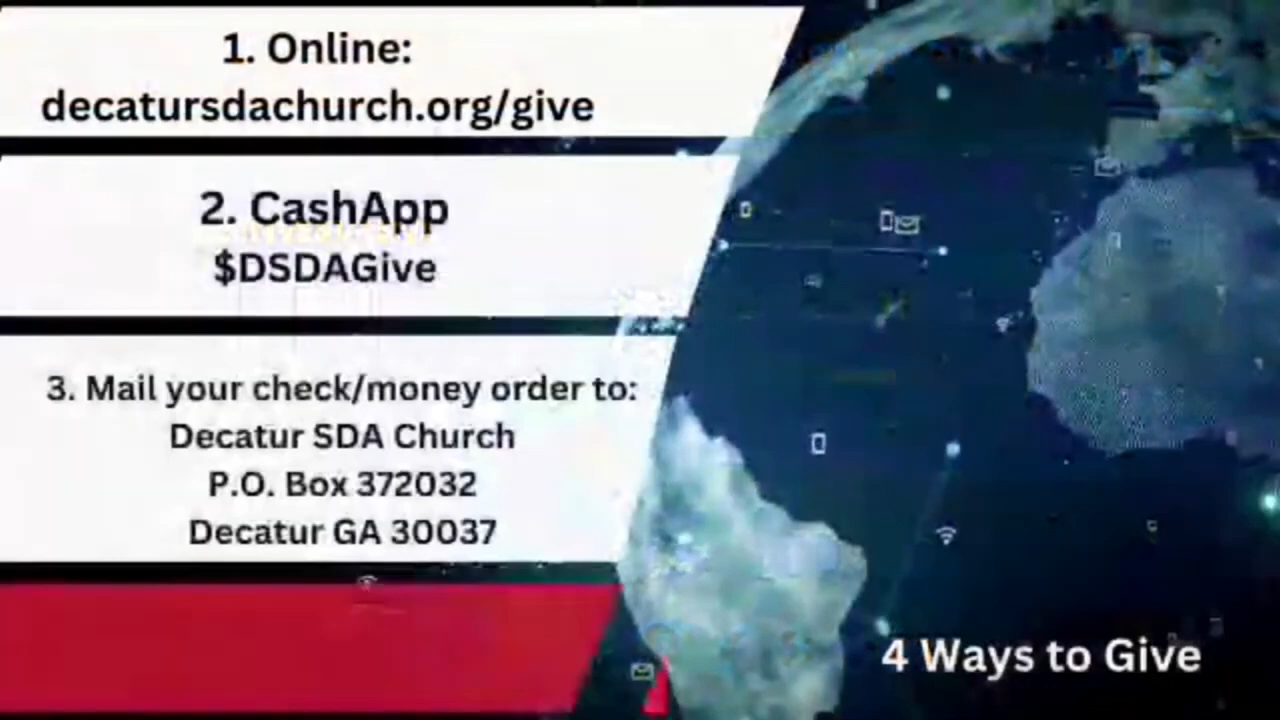 1. Online:
decatursdachurch.org/give
2. CashApp
$DSDAGive
3. Mail your check/money order to:
Decatur SDA Church
P.O. Box 372032
Decatur GA 30037
4 Ways to Give